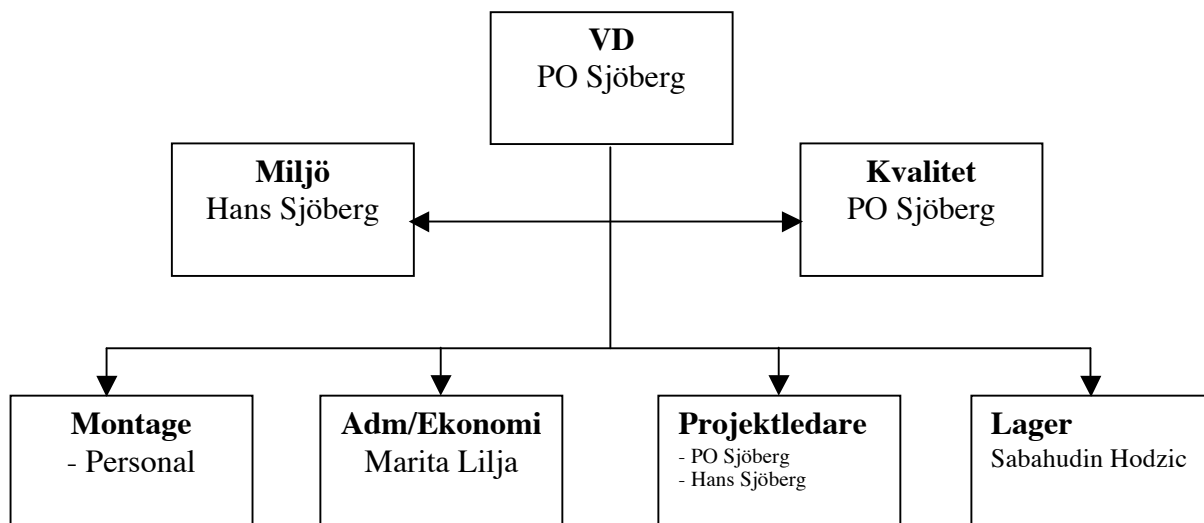 VD
PO Sjöberg
Miljö
Hans Sjöberg
Kvalitet
PO Sjöberg
Montage
- Personal
Adm/Ekonomi
Marita Lilja
Projektledare
- PO Sjöberg
- Hans Sjöberg
Lager
Sabahudin Hodzic